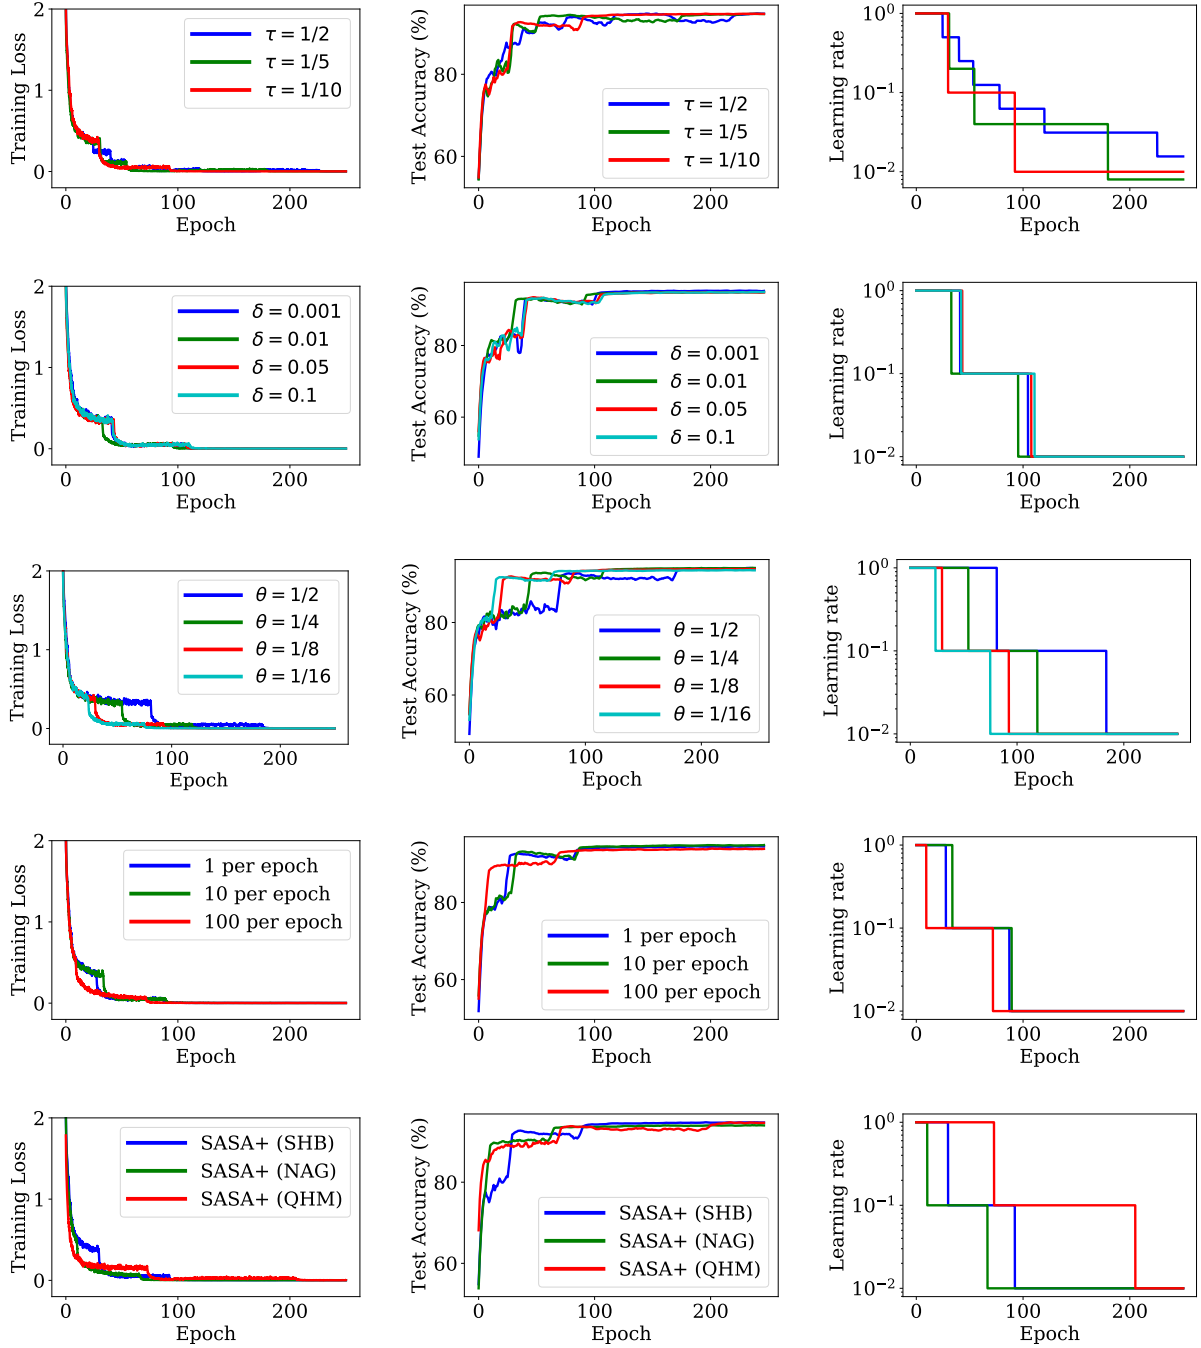 Training Loss
2
1
0
0
100
200
Epoch
τ = 1/2
τ = 1/5
τ = 1/10
Test Accuracy (%)
80
60
0
100
200
Epoch
τ = 1/2
τ = 1/5
τ = 1/10
Learning rate
10⁰
10⁻¹
10⁻²
0
200
Epoch
Training Loss
2
1
0
0
100
200
Epoch
δ = 0.001
δ = 0.01
δ = 0.05
δ = 0.1
Test Accuracy (%)
80
60
0
100
200
Epoch
δ = 0.001
δ = 0.01
δ = 0.05
δ = 0.1
Learning rate
10⁰
10⁻¹
10⁻²
0
100
200
Epoch
Training Loss
2
1
0
0
100
200
Epoch
θ = 1/2
θ = 1/4
θ = 1/8
θ = 1/16
Test Accuracy (%)
80
60
0
100
200
Epoch
θ = 1/2
θ = 1/4
θ = 1/8
θ = 1/16
Learning rate
10⁰
10⁻¹
10⁻²
0
100
200
Epoch
Training Loss
2
1
0
0
100
200
Epoch
1 per epoch
10 per epoch
100 per epoch
Test Accuracy (%)
80
60
0
100
200
Epoch
1 per epoch
10 per epoch
100 per epoch
Learning rate
10⁰
10⁻¹
10⁻²
0
100
200
Epoch
Training Loss
2
1
0
0
100
200
Epoch
SASA+ (SHB)
SASA+ (NAG)
SASA+ (QHM)
Test Accuracy (%)
80
60
0
100
200
Epoch
SASA+ (SHB)
SASA+ (NAG)
SASA+ (QHM)
Learning rate
10⁰
10⁻¹
10⁻²
0
100
200
Epoch